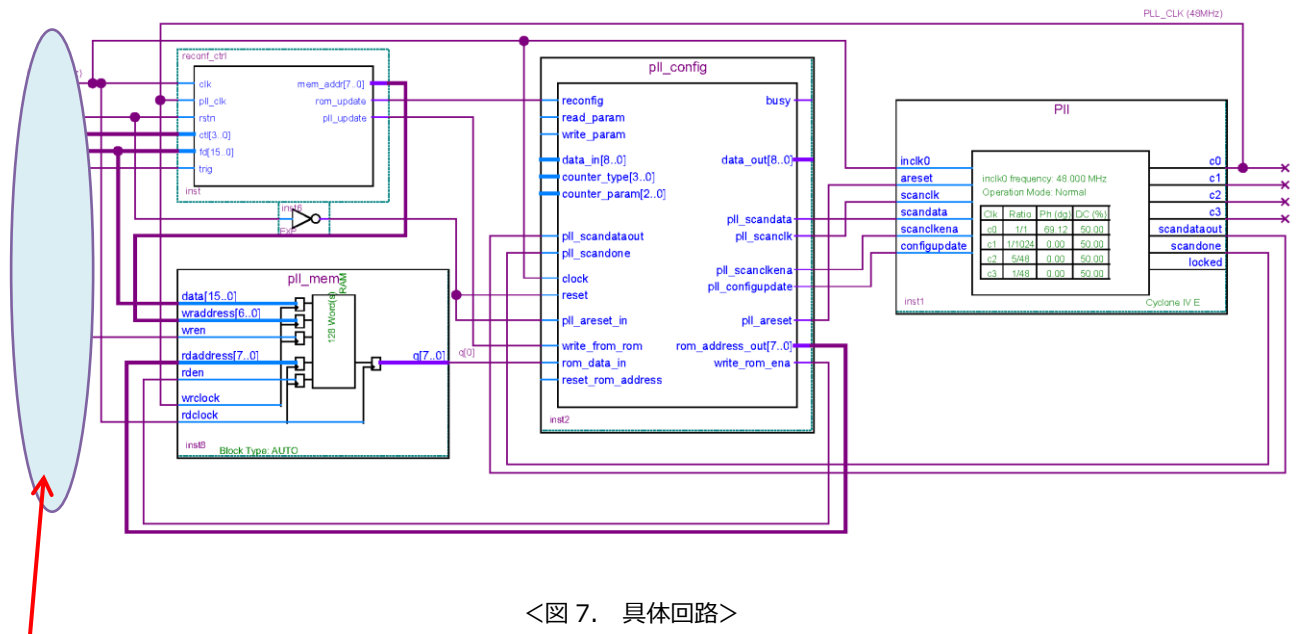 PLL_CLK (48MHz)
reconf_ctrl
clk
pll_clk
rstn
ctl[3..0]
fd[15..0]
trig
mem_addr[7..0]
rom_update
pll_update
inst
inst6
pll_mem
data[15..0]
wraddress[6..0]
wren
rdaddress[7..0]
rden
wrclock
rdclock
128 Word(s)
RAM
q[7..0]
q[0]
inst8
Block Type: AUTO
pll_config
reconfig
read_param
write_param
data_in[8..0]
counter_type[3..0]
counter_param[2..0]
pll_scandataout
pll_scandone
clock
reset
pll_areset_in
write_from_rom
rom_data_in
reset_rom_address
busy
data_out[8..0]
pll_scandata
pll_scanclk
pll_scanclkena
pll_configupdate
pll_areset
rom_address_out[7..0]
write_rom_ena
inst2
Pll
inclk0
areset
scanclk
scandata
scanclkena
configupdate
inclk0 frequency: 48.000 MHz
Operation Mode: Normal
Clk Ratio Ph (dg) DC (%)
c0 1/1 69.12 50.00
c1 1/1024 0.00 50.00
c2 5/48 0.00 50.00
c3 1/48 0.00 50.00
c0
c1
c2
c3
scandataout
scandone
locked
inst1
Cyclone IV E
<図 7. 具体回路>